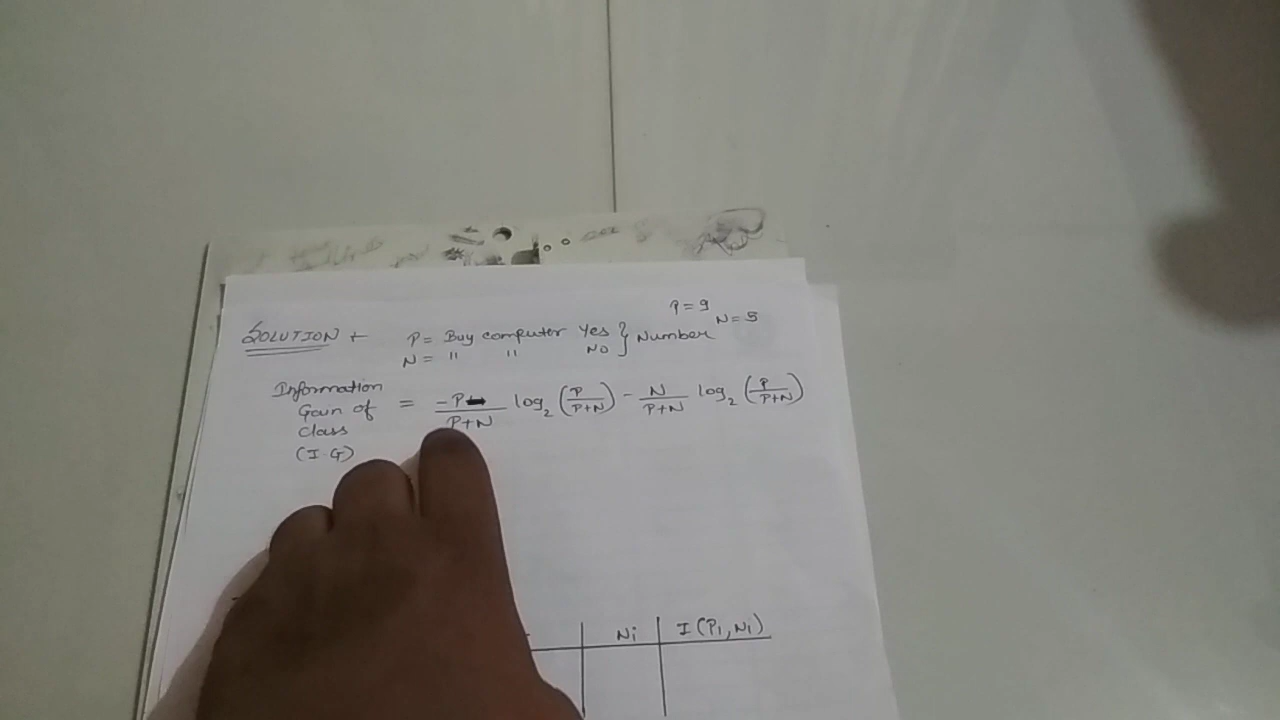 P=9
N=5
SOLUTION + P= Buy computer Yes } Number
N= " " NO
Information Gain of class (I.G) = -P/P+N log₂ (P/P+N) - N/P+N log₂ (P/P+N)
Ni I(Pi,Ni)